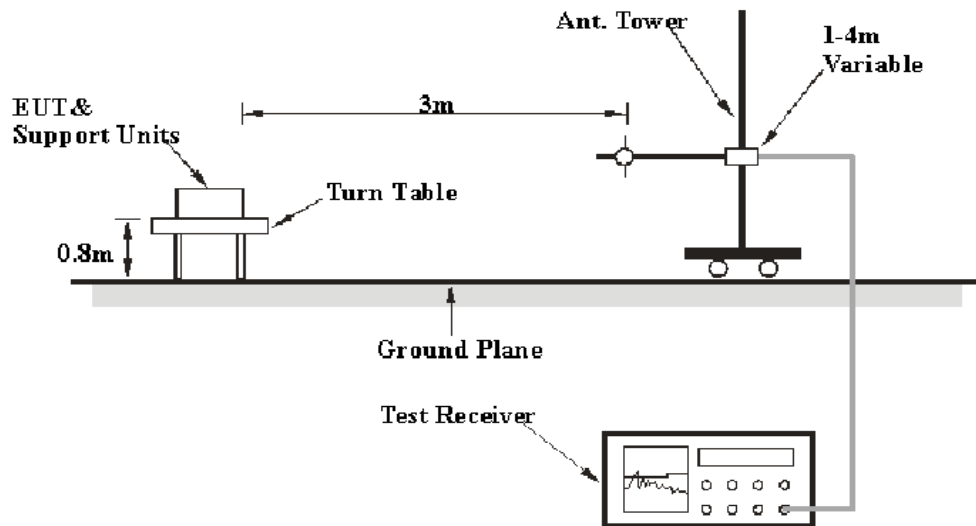 Ant. Tower
1-4m
Variable
EUT&
Support Units
3m
Turn Table
0.8m
Ground Plane
Test Receiver